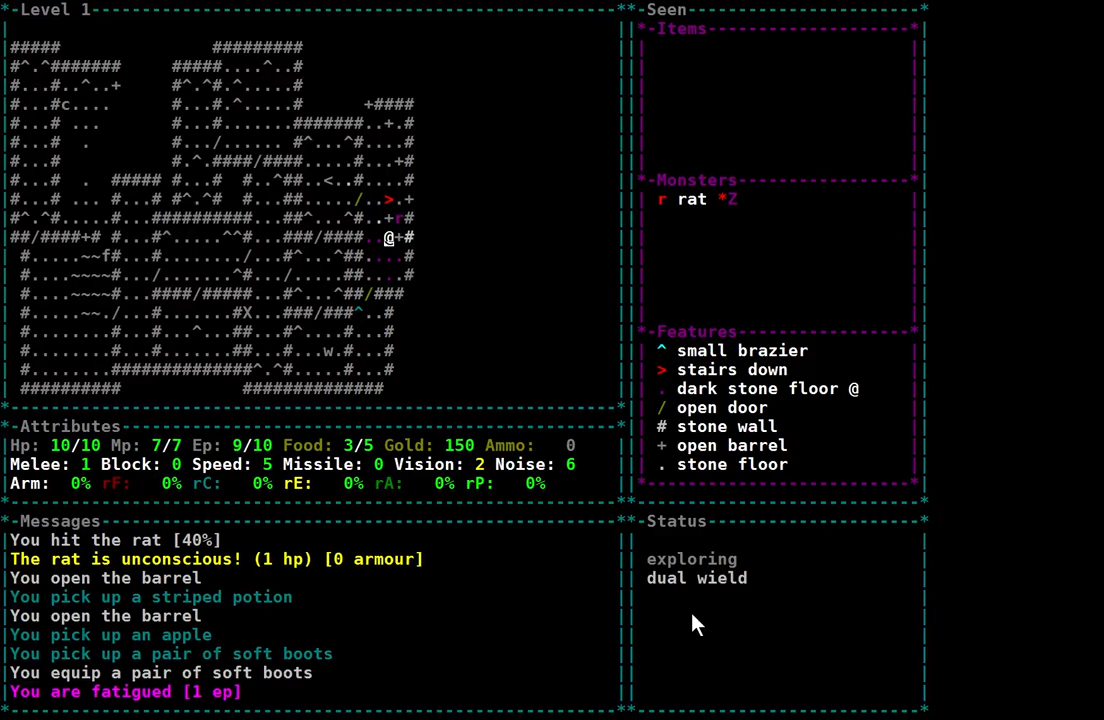 Level 1
Seen
Items
#####                #########
#^.^#######     #####....^..#
#...#..^..+     #^.^#.^.....#
#...#c....      #...#.^.....#      +####
#...# ...       #...#.......#######..+.#
#...#  .        #.../...... #^...^#....#
#...#           #.^.####/####.....#...+#
#...#  .  ##### #...#  #..^##..<..#....#
Monsters
#...# ... #...# #^.^#  #...##...../..>.+
r rat *Z
#^.^#.....#...##########...##^...^#..+r#
##/####+# #...#^.....^^#...###/####..@+#
#.....~~f#...#......../...#^...^##....#
#....~~~~#.../.......^#.../.....##....#
#....~~~~#...####/#####...#^...^##/###
#.....~~./...#.......#X...###/###^..#
#........#...#...^...##...#^....#...#
Features
#........#...#.......##...#...w.#...#
^ small brazier
#........##############^.^#.....#...#
> stairs down
##########            ##############
. dark stone floor @
/ open door
# stone wall
+ open barrel
. stone floor
Attributes
Hp: 10/10 Mp: 7/7 Ep: 9/10 Food: 3/5 Gold: 150 Ammo:   0
Melee: 1 Block: 0 Speed: 5 Missile: 0 Vision: 2 Noise: 6
Arm:  0% rF:   0% rC:   0% rE:   0% rA:   0% rP:   0%
Messages
You hit the rat [40%]
The rat is unconscious! (1 hp) [0 armour]
You open the barrel
You pick up a striped potion
You open the barrel
You pick up an apple
You pick up a pair of soft boots
You equip a pair of soft boots
You are fatigued [1 ep]
Status
exploring
dual wield